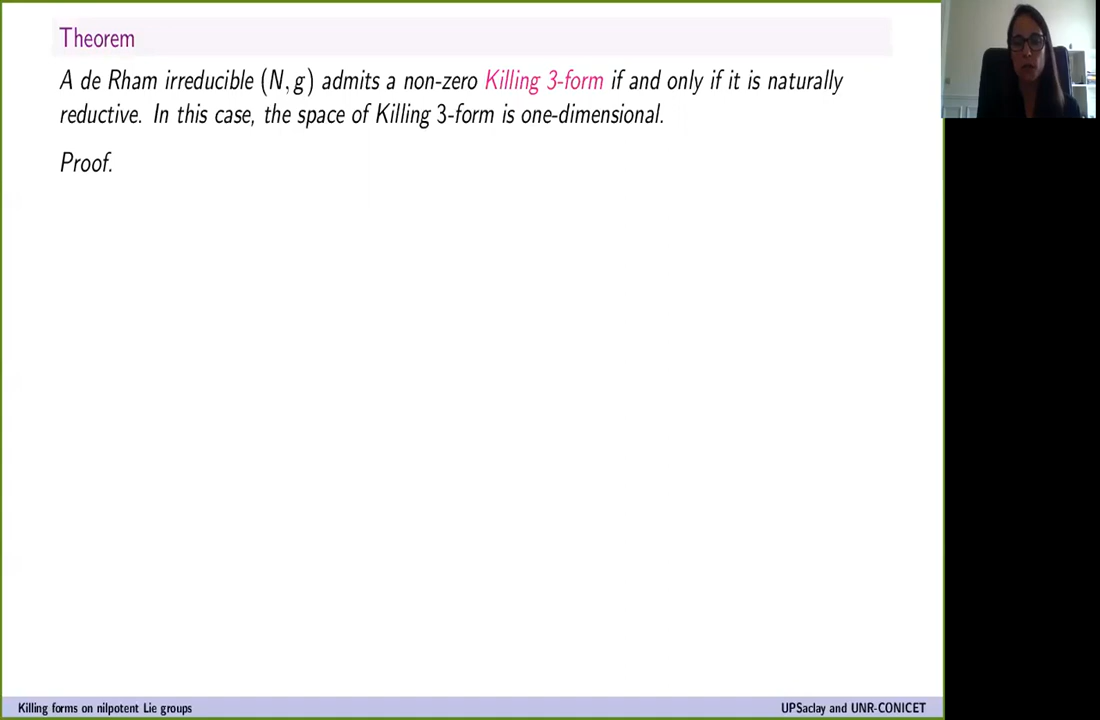 Theorem
A de Rham irreducible (N, g) admits a non-zero Killing 3-form if and only if it is naturally
reductive. In this case, the space of Killing 3-form is one-dimensional.
Proof.
Killing forms on nilpotent Lie groups
UPSaclay and UNR-CONICET